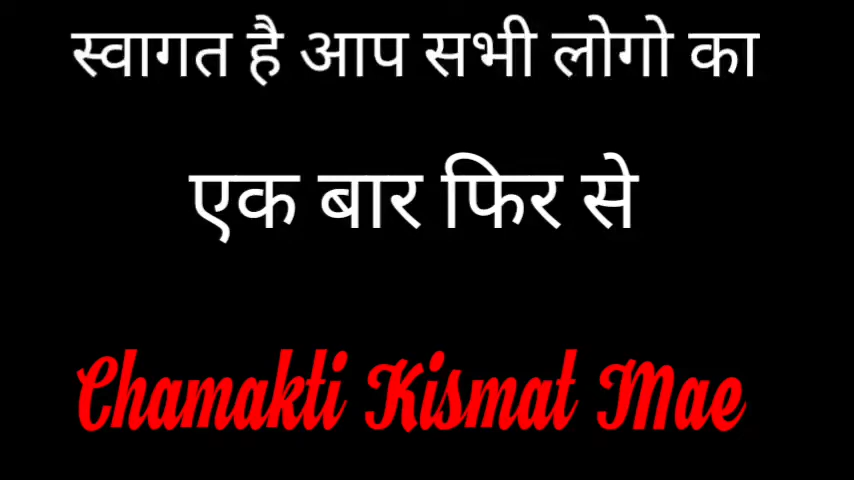 स्वागत है आप सभी लोगो का
एक बार फिर से
Chamakti Kismat Mae